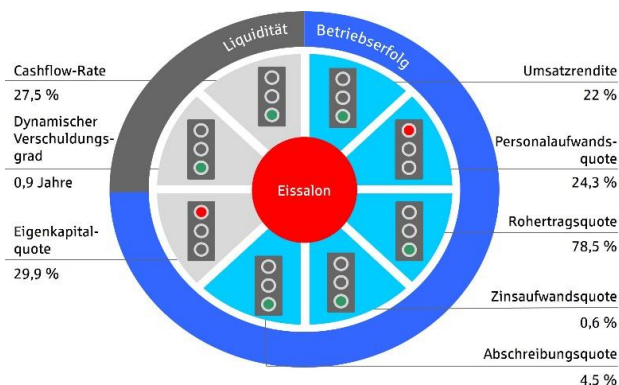 Liquidität
Betriebserfolg
Cashflow-Rate
27,5 %
Dynamischer
Verschuldungs-
grad
0,9 Jahre
Eigenkapital-
quote
29,9 %
Eissalon
Umsatzrendite
22 %
Personalaufwands-
quote
24,3 %
Rohertragsquote
78,5 %
Zinsaufwandsquote
0,6 %
Abschreibungsquote
4,5 %